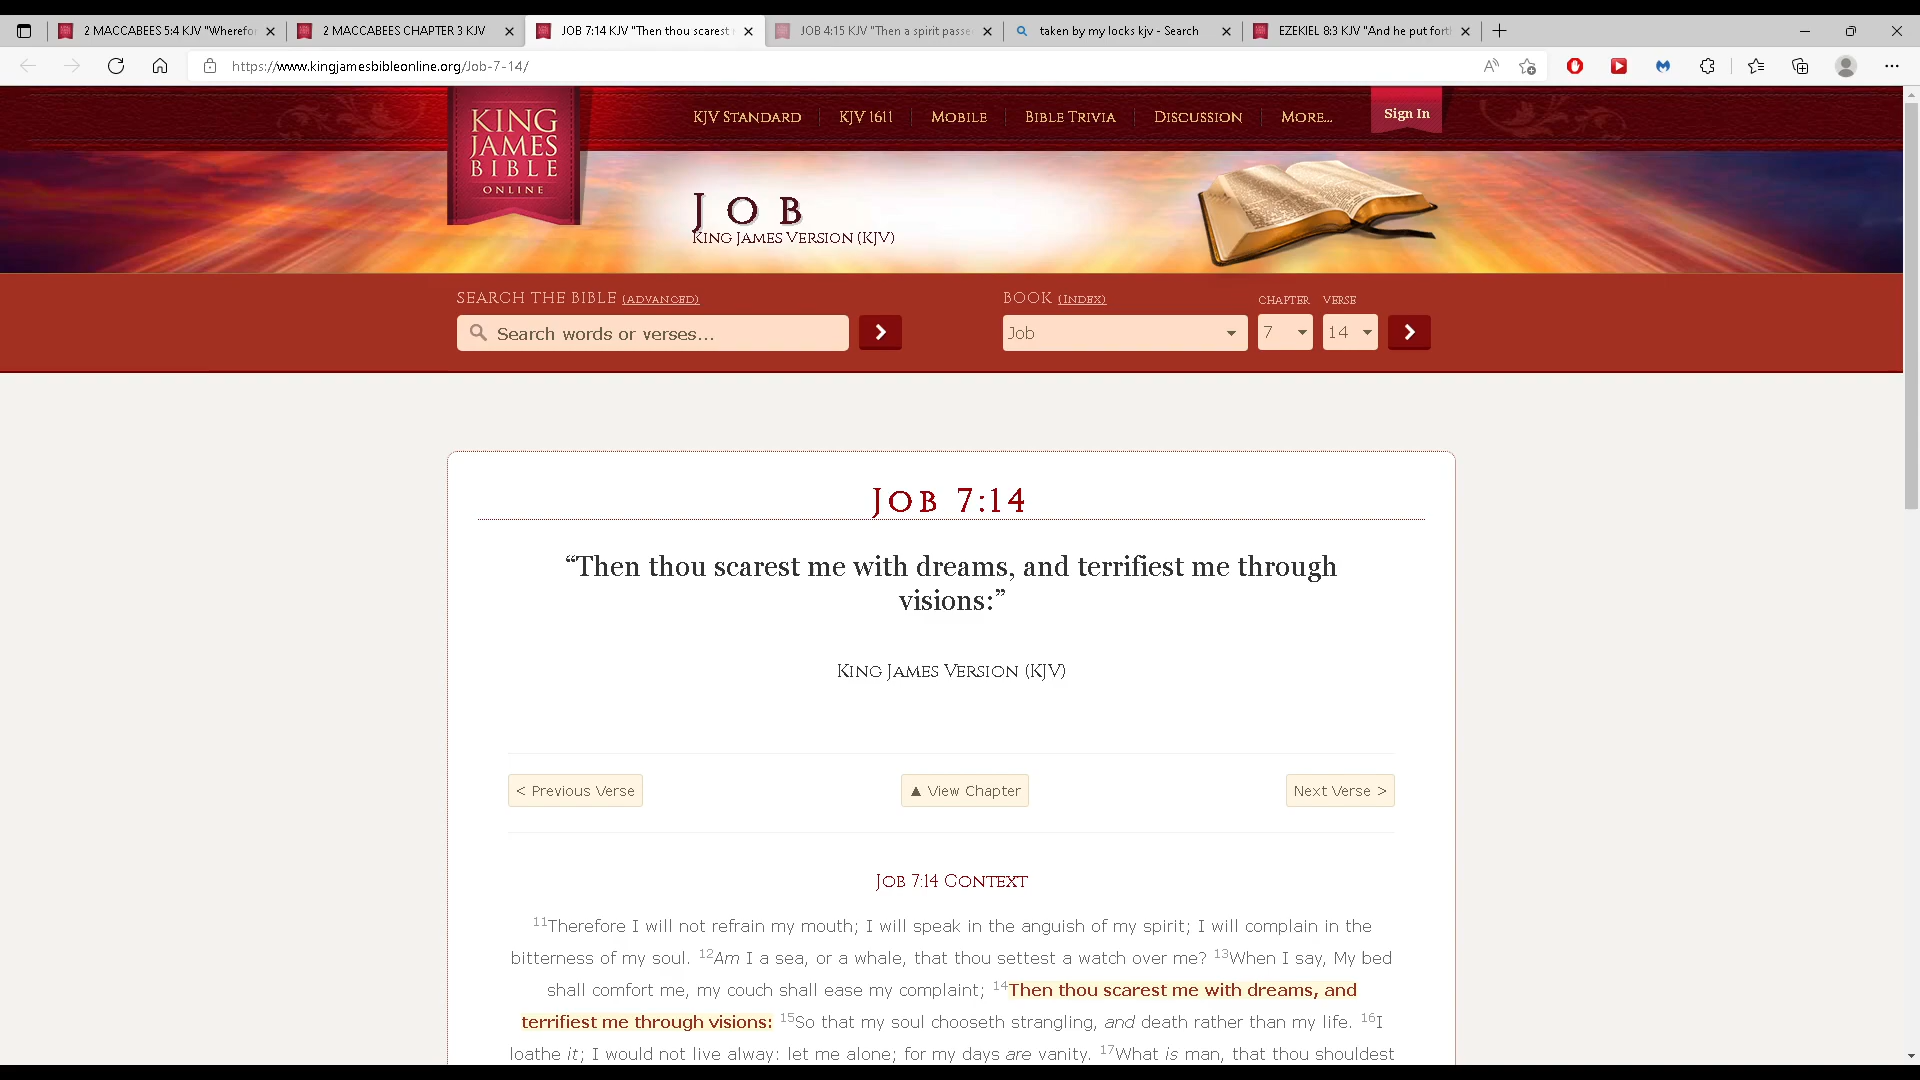 2 MACCABEES 5:4 KJV "Wherefor
2 MACCABEES CHAPTER 3 KJV
JOB 7:14 KJV "Then thou scarest
JOB 4:15 KJV "Then a spirit passe
taken by my locks kjv - Search
EZEKIEL 8:3 KJV "And he put fort
https://www.kingjamesbibleonline.org/Job-7-14/
KING
JAMES
BIBLE
ONLINE
KJV Standard
KJV 1611
Mobile
Bible Trivia
Discussion
More...
Sign In
Job
King James Version (KJV)
SEARCH THE BIBLE (ADVANCED)
Search words or verses...
BOOK (Index)
CHAPTER VERSE
Job
7
14
Job 7:14
“Then thou scarest me with dreams, and terrifiest me through
visions:”
King James Version (KJV)
< Previous Verse
▲ View Chapter
Next Verse >
Job 7:14 Context
11Therefore I will not refrain my mouth; I will speak in the anguish of my spirit; I will complain in the
bitterness of my soul. 12Am I a sea, or a whale, that thou settest a watch over me? 13When I say, My bed
shall comfort me, my couch shall ease my complaint; 14Then thou scarest me with dreams, and
terrifiest me through visions: 15So that my soul chooseth strangling, and death rather than my life. 16I
loathe it; I would not live alway: let me alone; for my days are vanity. 17What is man, that thou shouldest